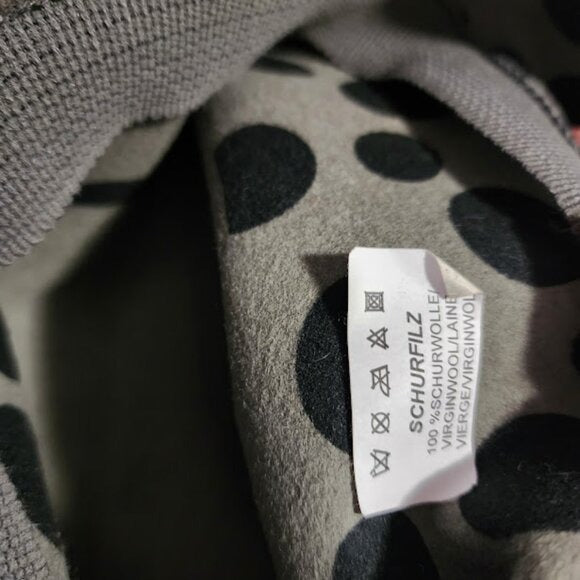 SCHURFILZ
100 %SCHURWOLLE/
VIRGINWOOL/LAINE
VIERGE/VIRGINWOL